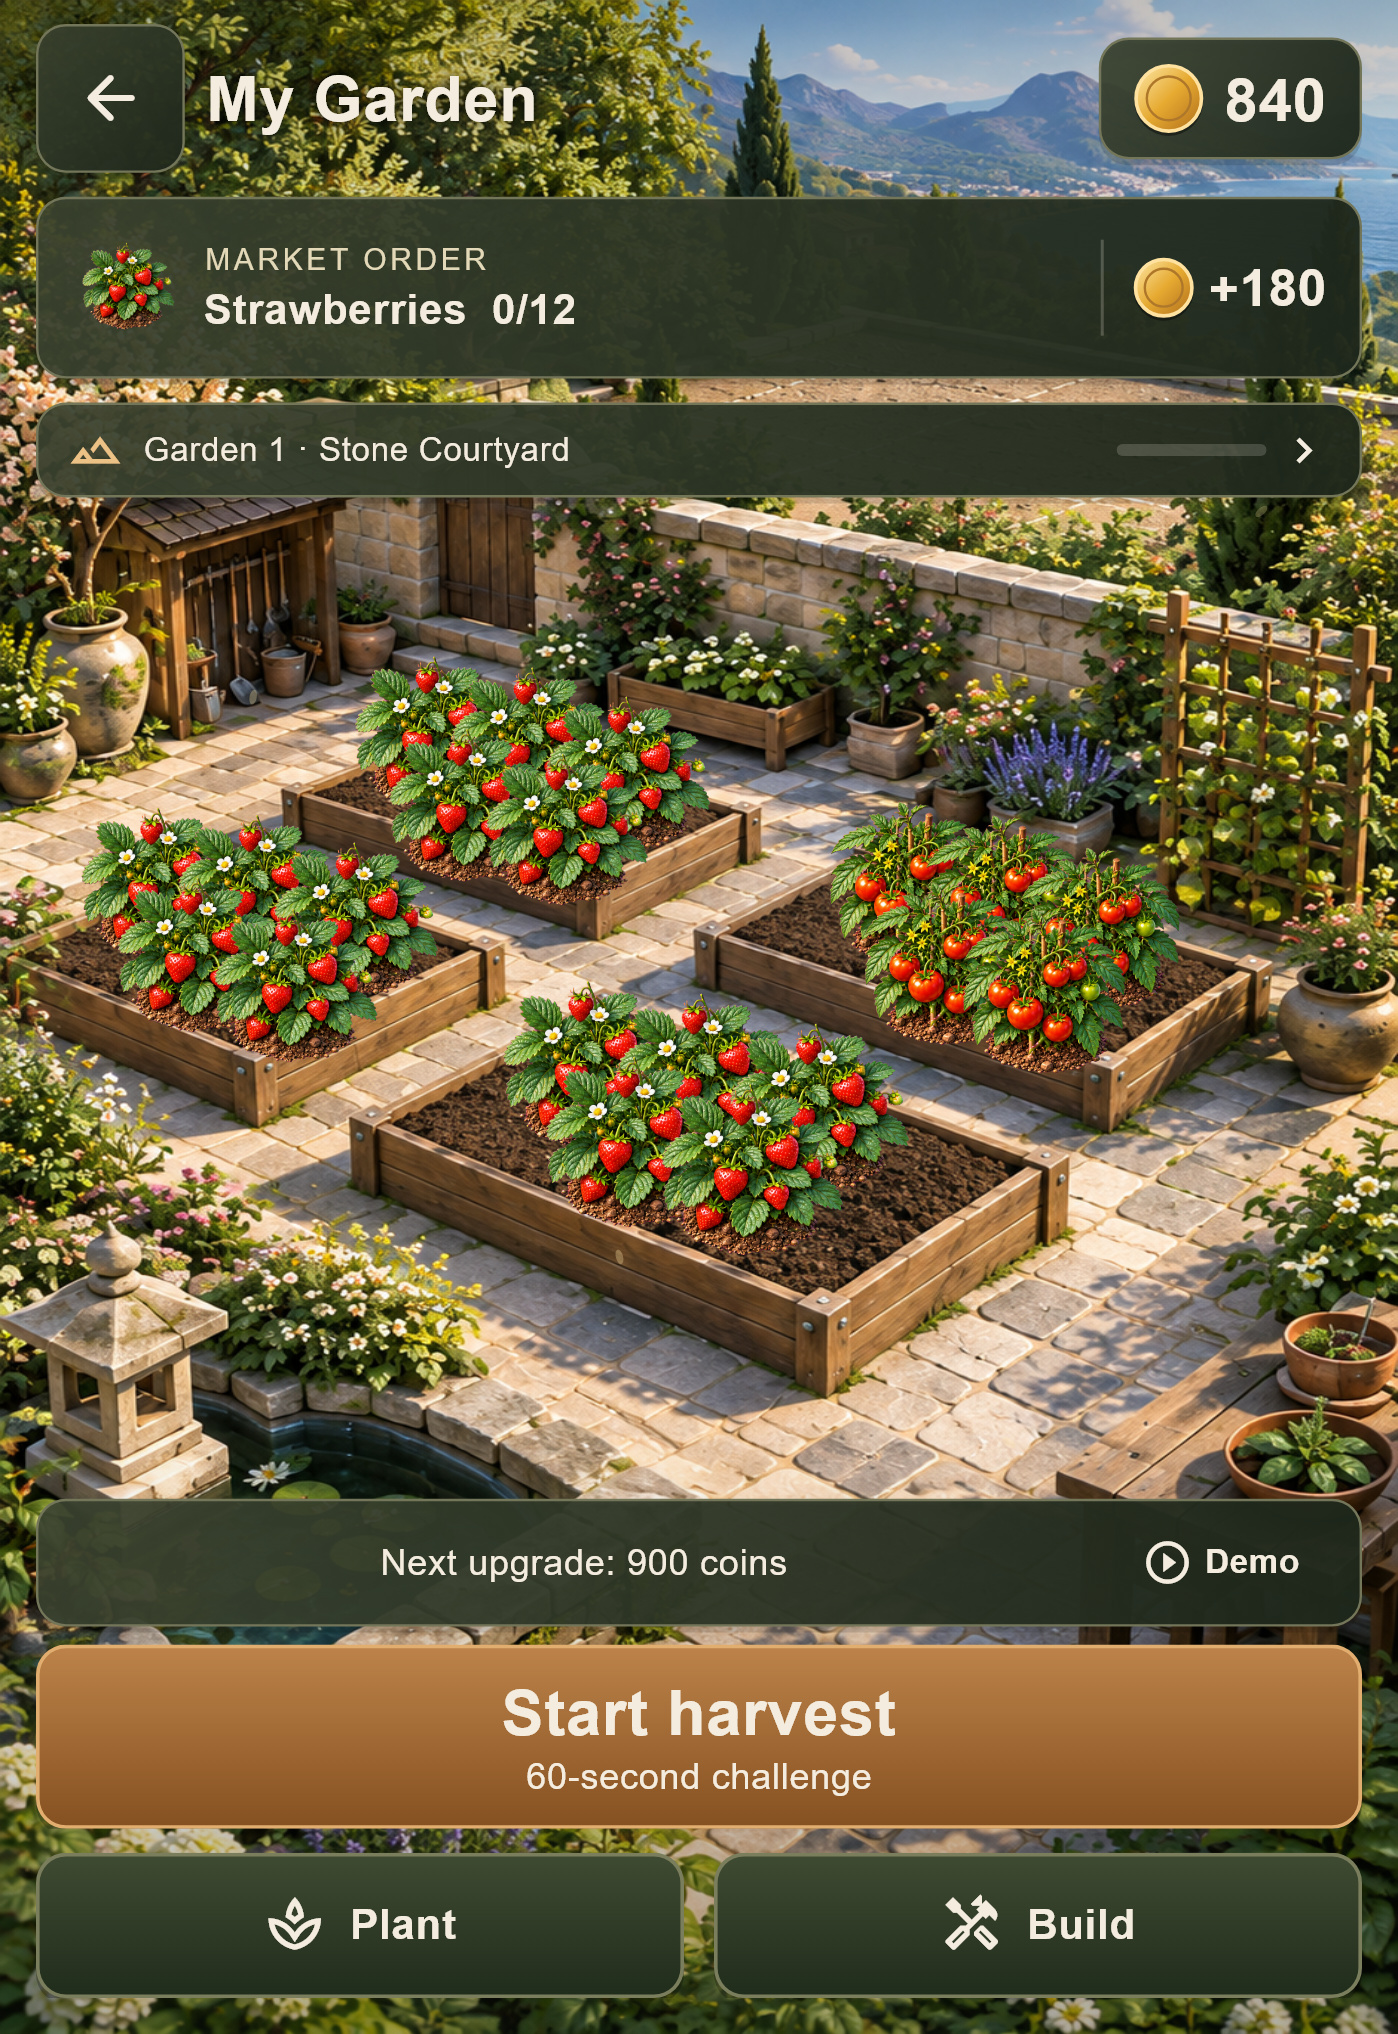 My Garden
840
MARKET ORDER
Strawberries 0/12
+180
Garden 1 · Stone Courtyard
Next upgrade: 900 coins
Demo
Start harvest
60-second challenge
Plant
Build